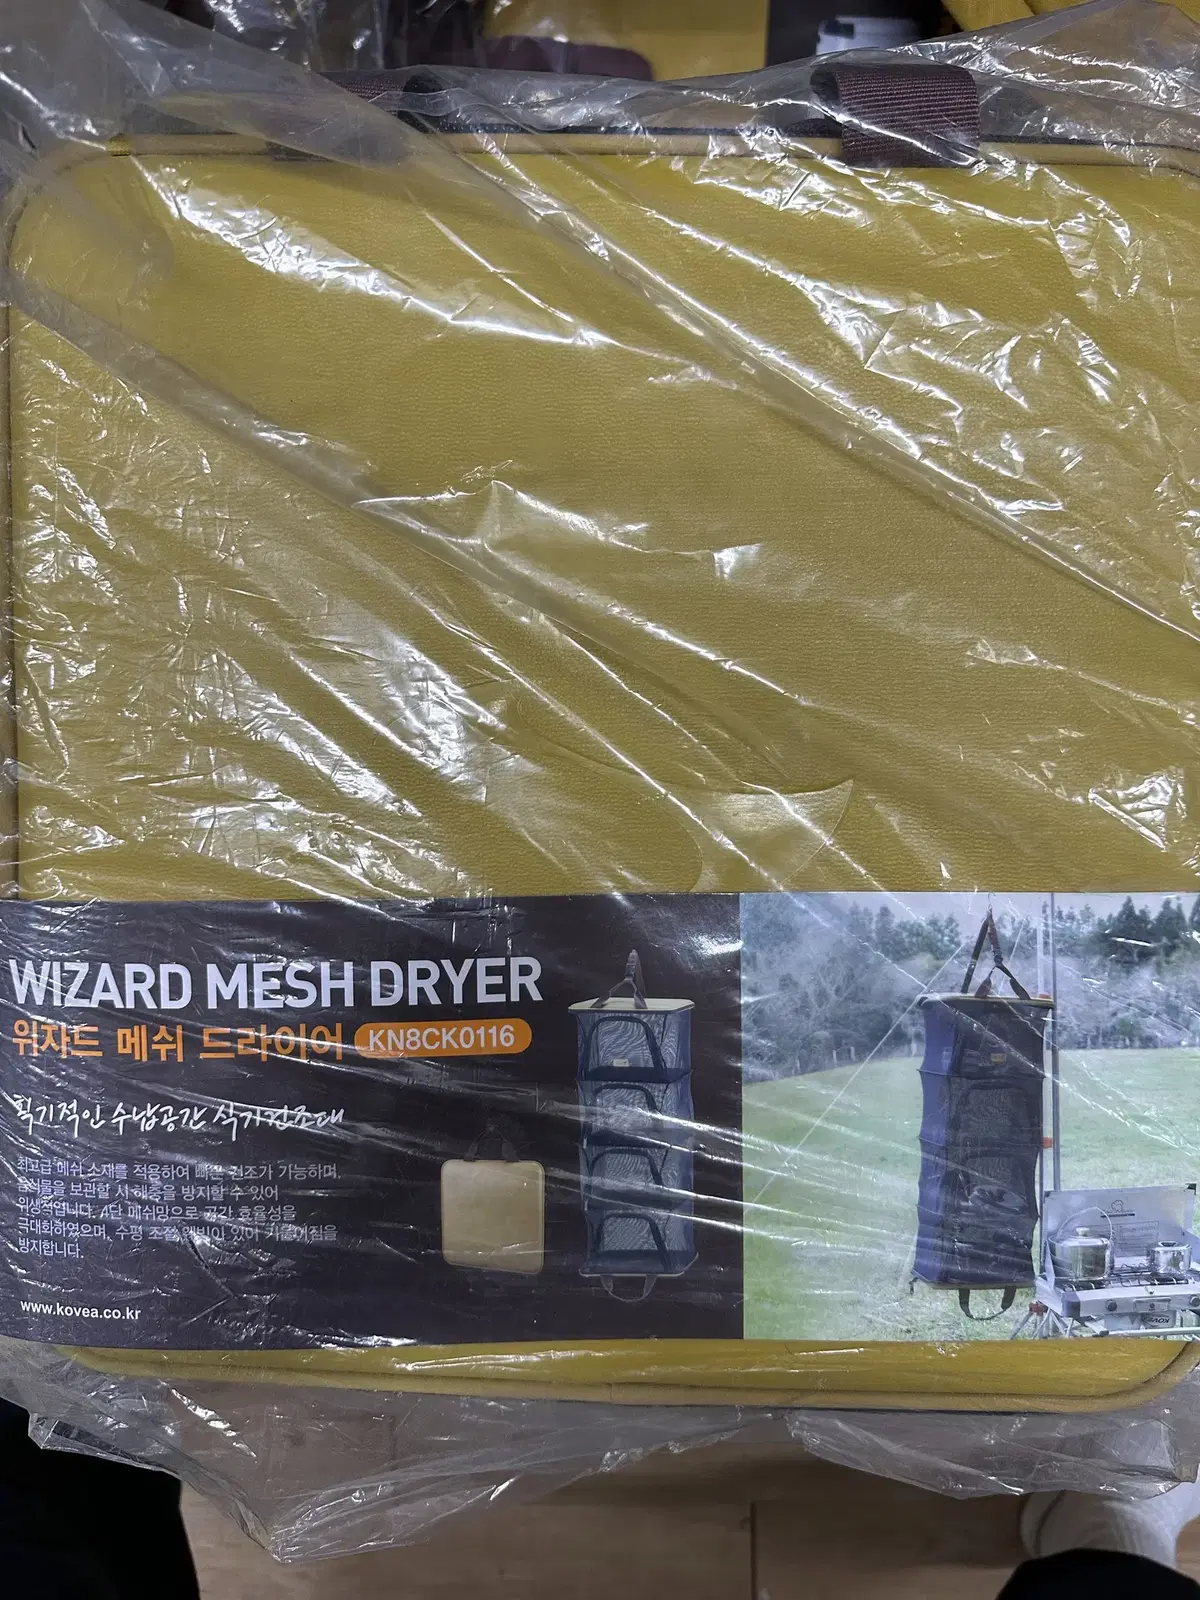 WIZARD MESH DRYER
위자드 메쉬 드라이어 KN8CK0116
획기적인 수납공간 식기건조대
최고급 메쉬 소재를 적용하여 빠른 건조가 가능하며,
음식물을 보관할 시 해충을 방지할 수 있어
위생적입니다. 4단 메쉬망으로 공간 효율성을
극대화하였으며, 수평 조절 웨빙이 있어 기울어짐을
방지합니다.
www.kovea.co.kr
KOVEA